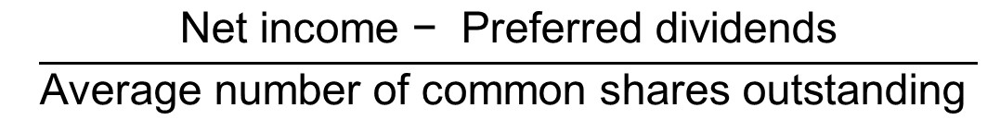 Net income − Preferred dividends
Average number of common shares outstanding